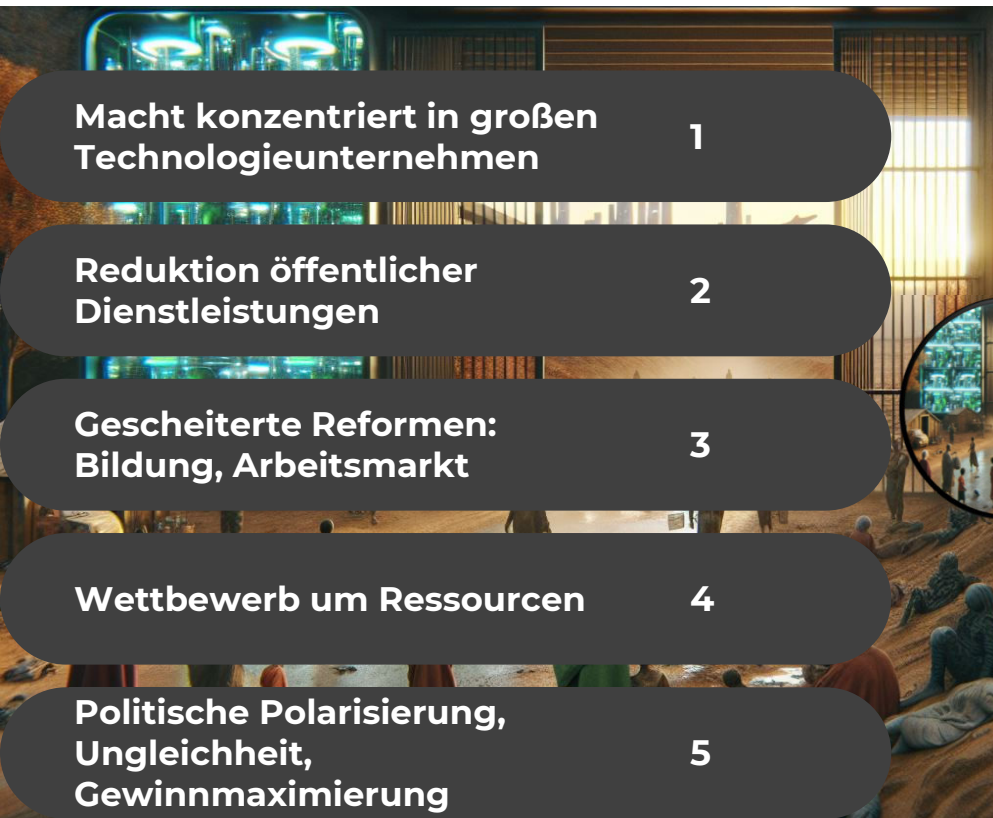 Macht konzentriert in großen
Technologieunternehmen
1
Reduktion öffentlicher
Dienstleistungen
2
Gescheiterte Reformen:
Bildung, Arbeitsmarkt
3
Wettbewerb um Ressourcen
4
Politische Polarisierung,
Ungleichheit,
Gewinnmaximierung
5